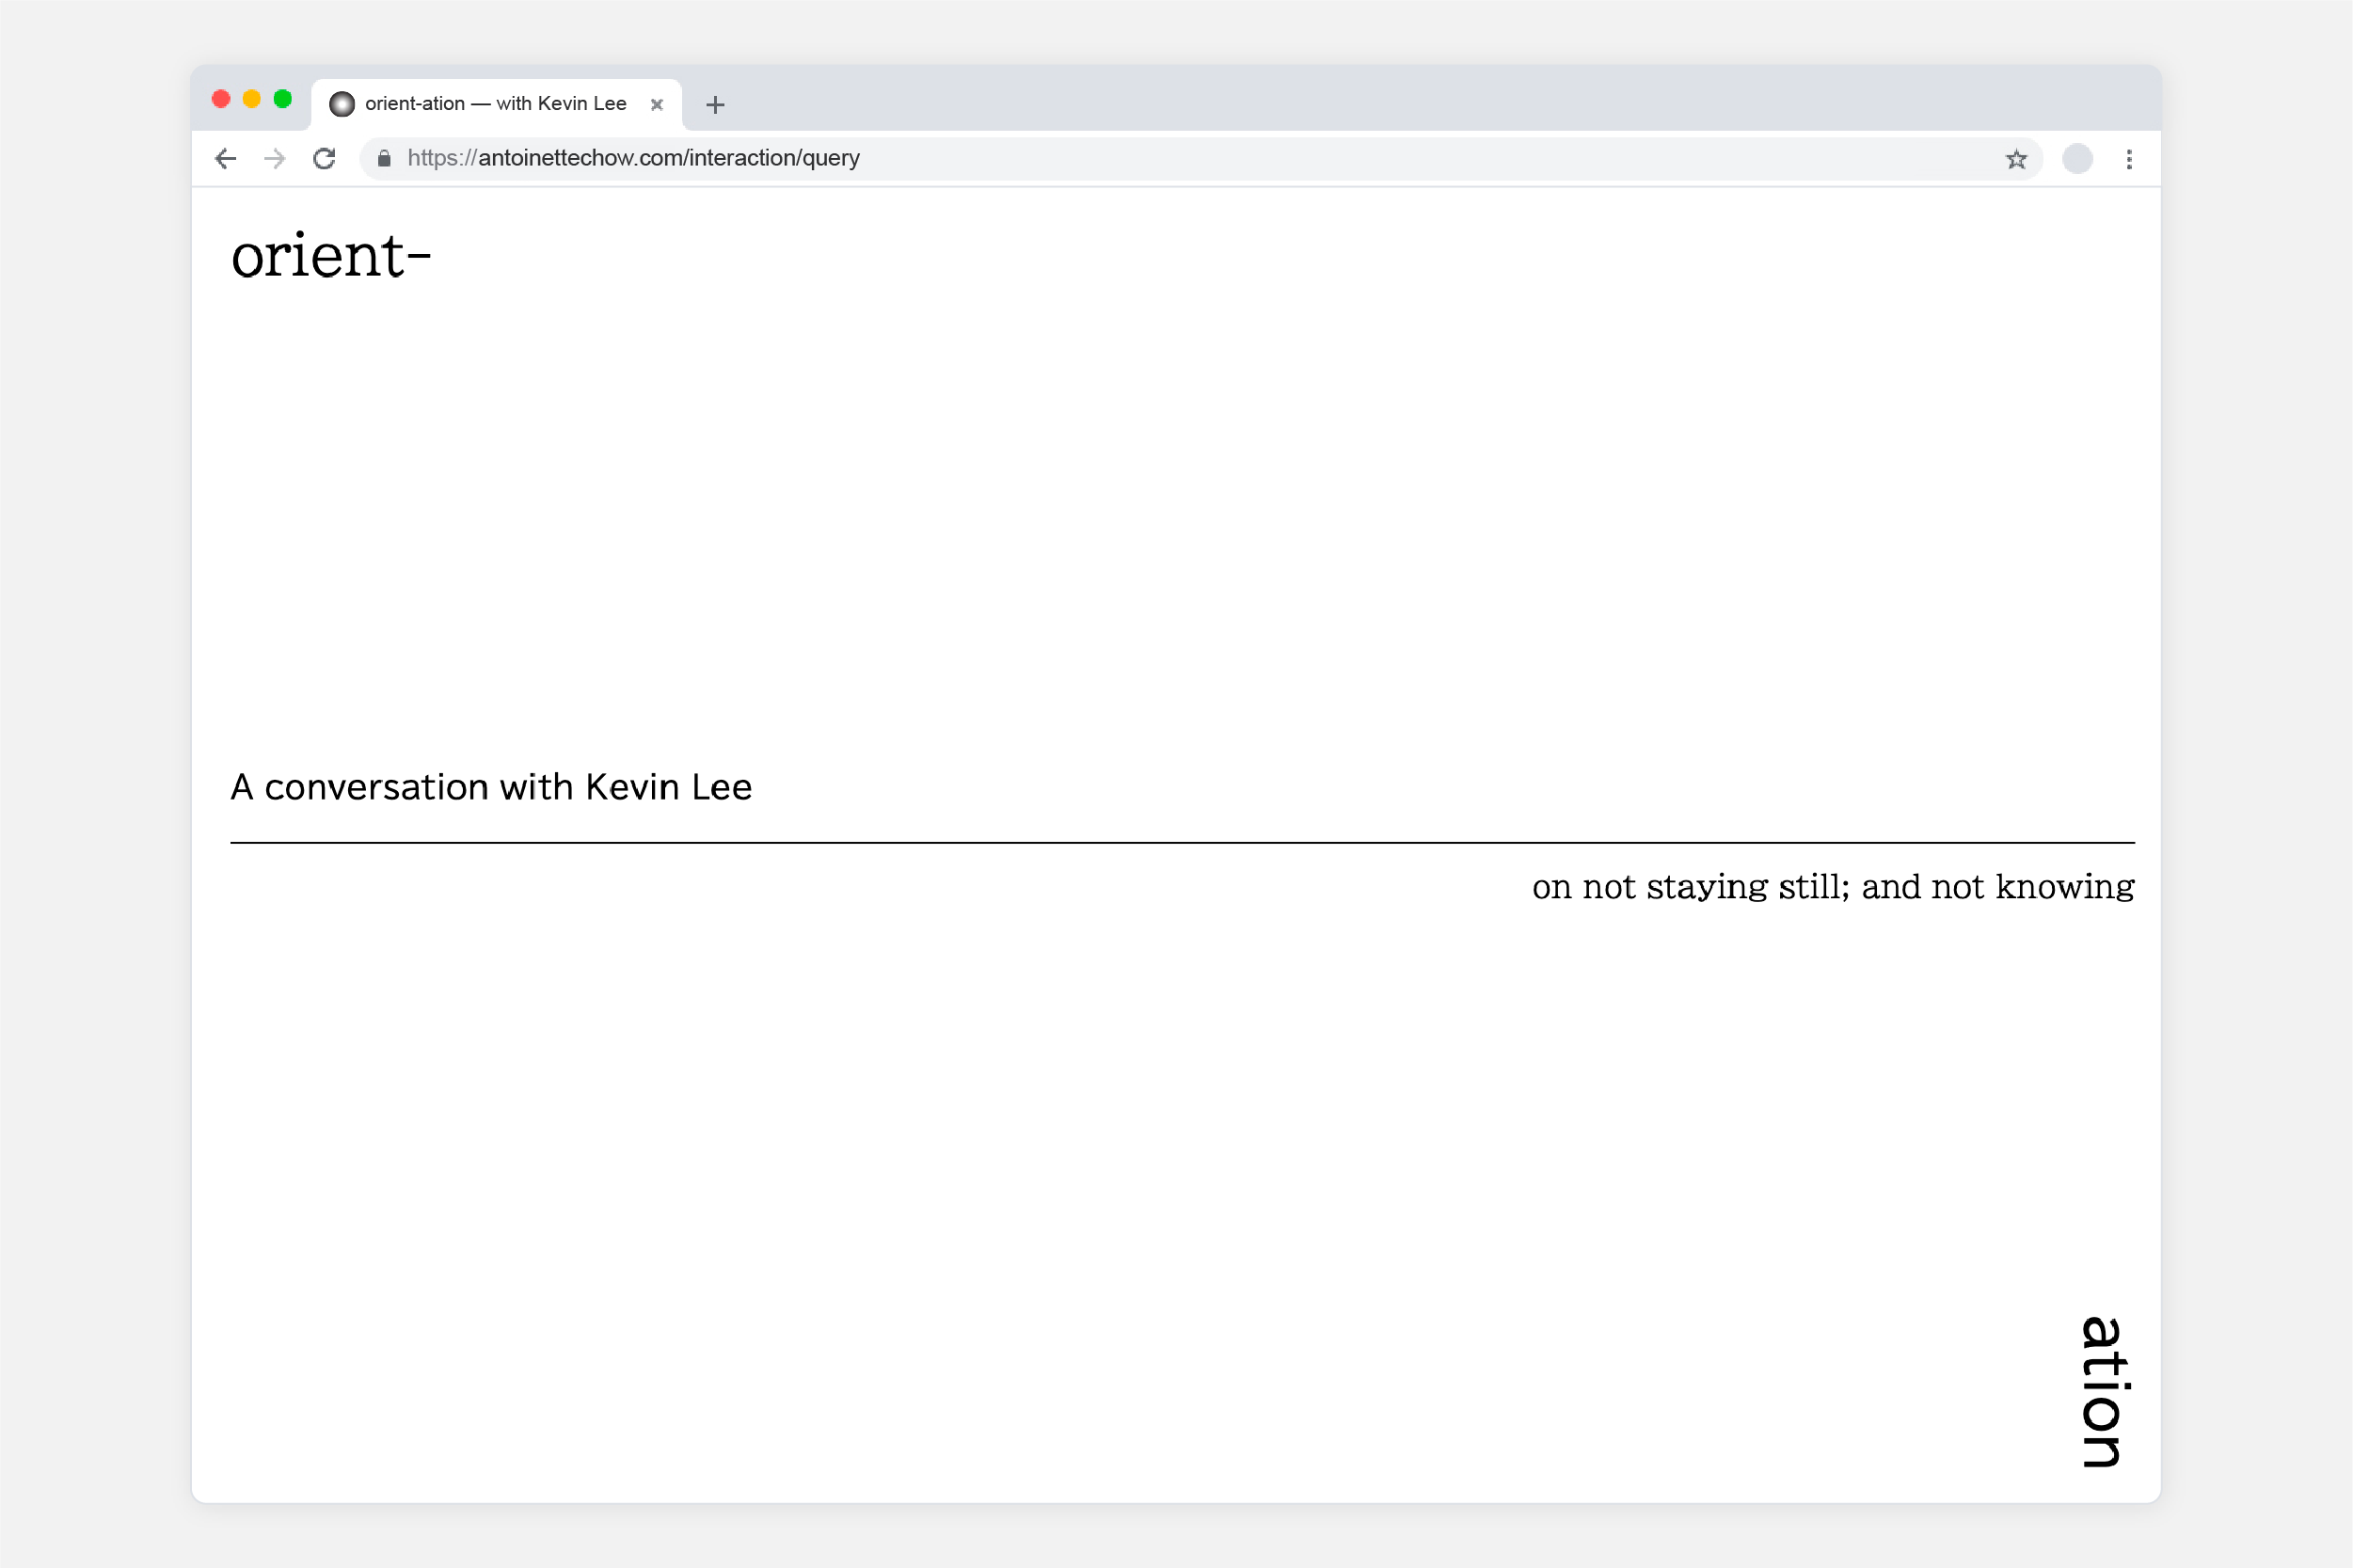 orient-ation — with Kevin Lee
https://antoinettechow.com/interaction/query
orient-
A conversation with Kevin Lee
on not staying still; and not knowing
ation